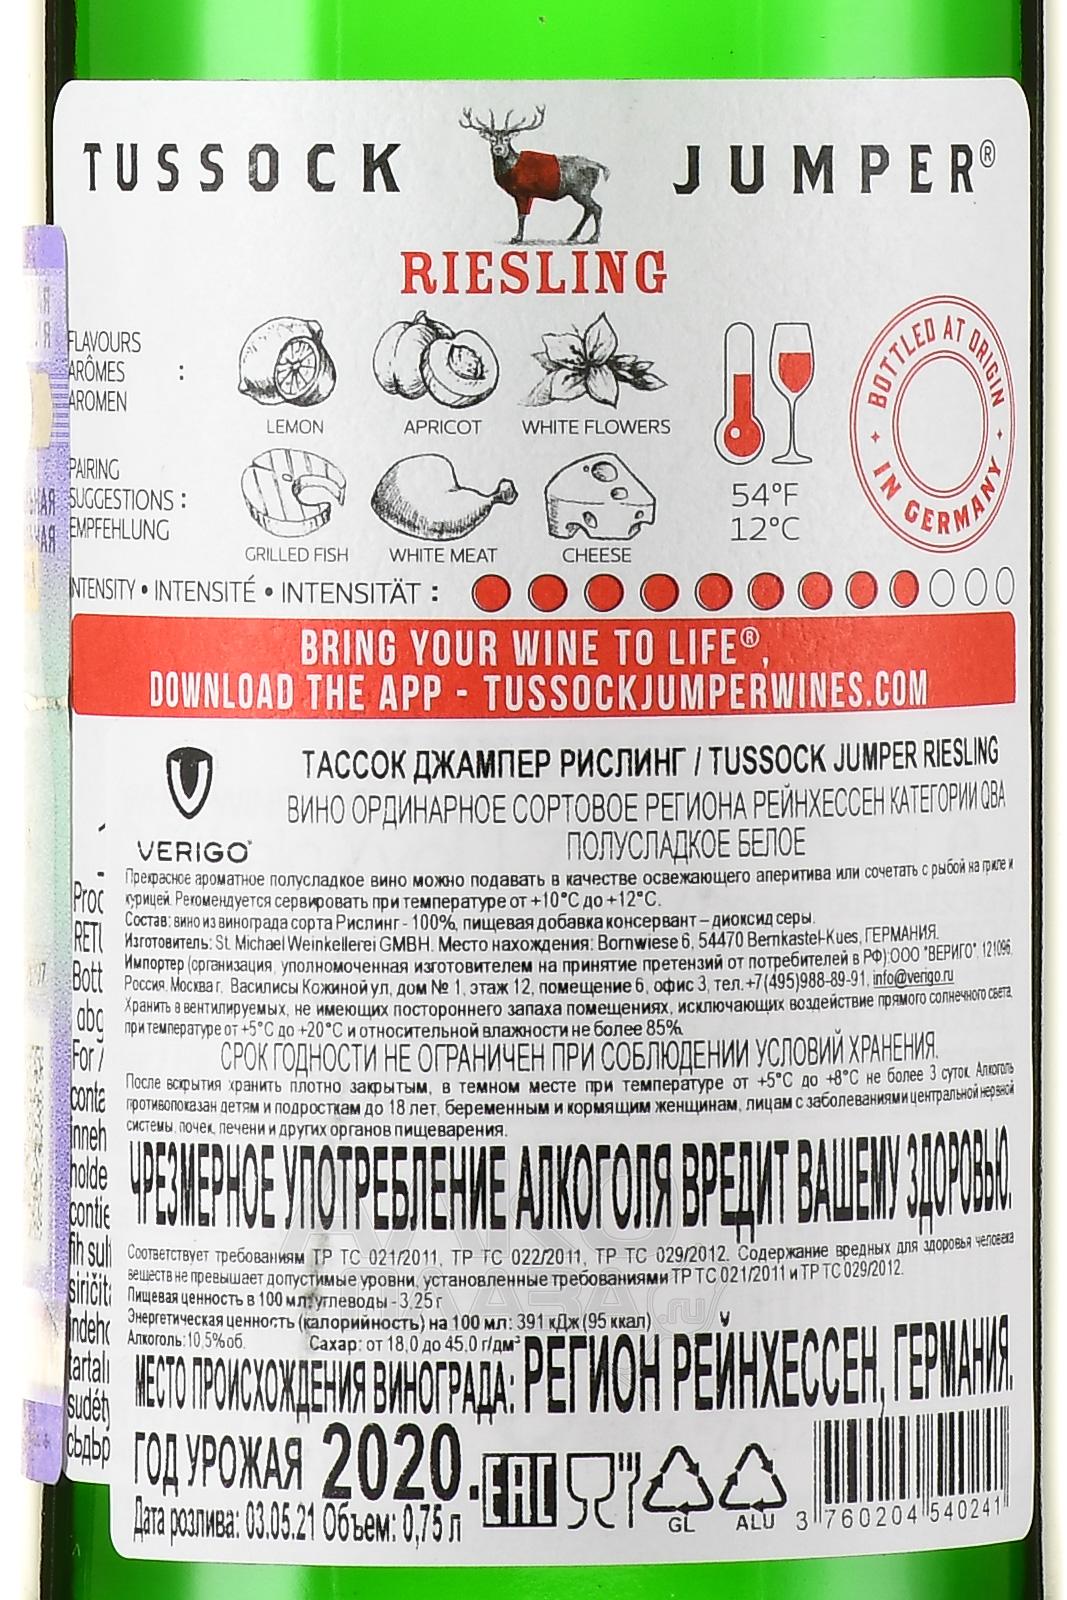 TUSSOCK JUMPER®
RIESLING
FLAVOURS
ARÔMES :
AROMEN
LEMON APRICOT WHITE FLOWERS
BOTTLED AT ORIGIN
IN GERMANY
PAIRING
SUGGESTIONS :
EMPFEHLUNG
GRILLED FISH WHITE MEAT CHEESE
54°F
12°C
INTENSITY • INTENSITÉ • INTENSITÄT :
BRING YOUR WINE TO LIFE®,
DOWNLOAD THE APP - TUSSOCKJUMPERWINES.COM
VERIGO
ТАССОК ДЖАМПЕР РИСЛИНГ / TUSSOCK JUMPER RIESLING
ВИНО ОРДИНАРНОЕ СОРТОВОЕ РЕГИОНА РЕЙНХЕССЕН КАТЕГОРИИ QBA
ПОЛУСЛАДКОЕ БЕЛОЕ
Прекрасное ароматное полусладкое вино можно подавать в качестве освежающего аперитива или сочетать с рыбой на гриле и
курицей. Рекомендуется сервировать при температуре от +10°С до +12°С.
Состав: вино из винограда сорта Рислинг - 100%, пищевая добавка консервант – диоксид серы.
Изготовитель: St. Michael Weinkellerei GMBH. Место нахождения: Bornwiese 6, 54470 Bernkastel-Kues, ГЕРМАНИЯ.
Импортер (организация, уполномоченная изготовителем на принятие претензий от потребителей в РФ):ООО "ВЕРИГО", 121096,
Россия, Москва г, Василисы Кожиной ул, дом № 1, этаж 12, помещение 6, офис 3, тел.+7(495)988-89-91, info@verigo.ru
Хранить в вентилируемых, не имеющих постороннего запаха помещениях, исключающих воздействие прямого солнечного света,
при температуре от +5°С до +20°С и относительной влажности не более 85%.
СРОК ГОДНОСТИ НЕ ОГРАНИЧЕН ПРИ СОБЛЮДЕНИИ УСЛОВИЙ ХРАНЕНИЯ.
После вскрытия хранить плотно закрытым, в темном месте при температуре от +5°С до +8°С не более 3 суток. Алкоголь
противопоказан детям и подросткам до 18 лет, беременным и кормящим женщинам, лицам с заболеваниями центральной нервной
системы, почек, печени и других органов пищеварения.
ЧРЕЗМЕРНОЕ УПОТРЕБЛЕНИЕ АЛКОГОЛЯ ВРЕДИТ ВАШЕМУ ЗДОРОВЬЮ.
Соответствует требованиям ТР ТС 021/2011, ТР ТС 022/2011, ТР ТС 029/2012. Содержание вредных для здоровья человека
веществ не превышает допустимые уровни, установленные требованиями ТР ТС 021/2011 и ТР ТС 029/2012.
Пищевая ценность в 100 мл: углеводы - 3,25 г
Энергетическая ценность (калорийность) на 100 мл: 391 кДж (95 ккал)
Алкоголь: 10,5% об. Сахар: от 18,0 до 45,0 г/дм³
МЕСТО ПРОИСХОЖДЕНИЯ ВИНОГРАДА: РЕГИОН РЕЙНХЕССЕН, ГЕРМАНИЯ.
ГОД УРОЖАЯ 2020.
Дата розлива: 03.05.21 Объем: 0,75 л
EAC
GL ALU
3 760204 540241